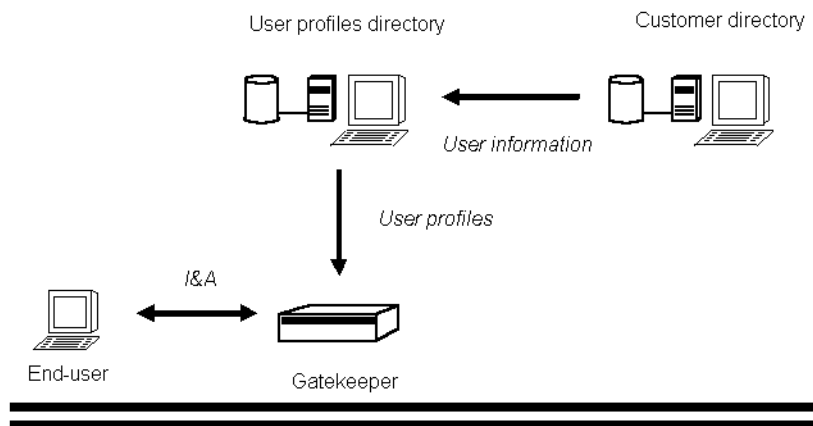 User profiles directory
Customer directory
User information
User profiles
I&A
End-user
Gatekeeper